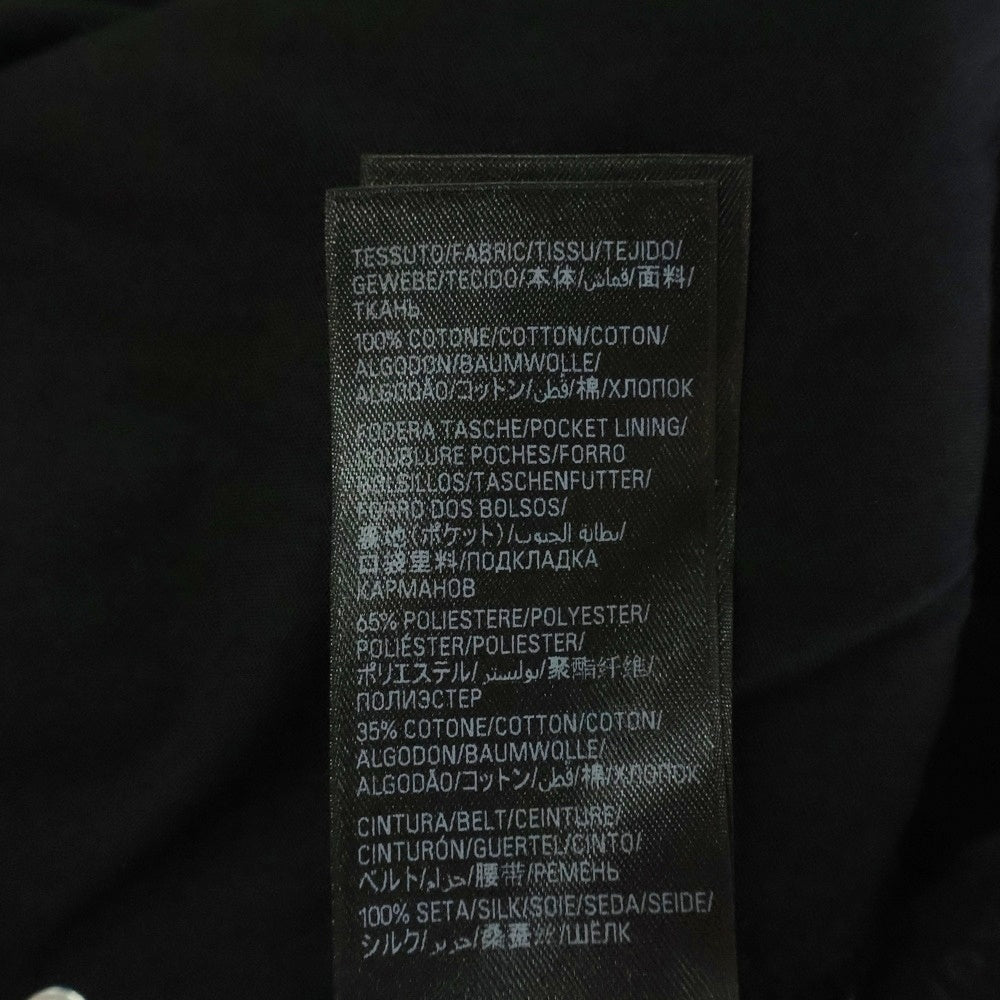 TESSUTO/FABRIC/TISSU/TEJIDO/
GEWEBE/TECIDO/本体/قماش/面料/
ТКАНЬ
100% COTONE/COTTON/COTON/
ALGODON/BAUMWOLLE/
ALGODÃO/コットン/قطن/棉/ХЛОПОК
FODERA TASCHE/POCKET LINING/
DOUBLURE POCHES/FORRO
BOLSILLOS/TASCHENFUTTER/
FORRO DOS BOLSOS/
裏地(ポケット)/بطانة الجيوب/
口袋里料/ПОДКЛАДКА
КАРМАНОВ
65% POLIESTERE/POLYESTER/
POLIÉSTER/POLIESTER/
ポリエステル/بوليستر/聚酯纤维/
ПОЛИЭСТЕР
35% COTONE/COTTON/COTON/
ALGODON/BAUMWOLLE/
ALGODÃO/コットン/قطن/棉/ХЛОПОК
CINTURA/BELT/CEINTURE/
CINTURÓN/GUERTEL/CINTO/
ベルト/حزام/腰带/РЕМЕНЬ
100% SETA/SILK/SOIE/SEDA/SEIDE/
シルク/حرير/桑蚕丝/ШЁЛК